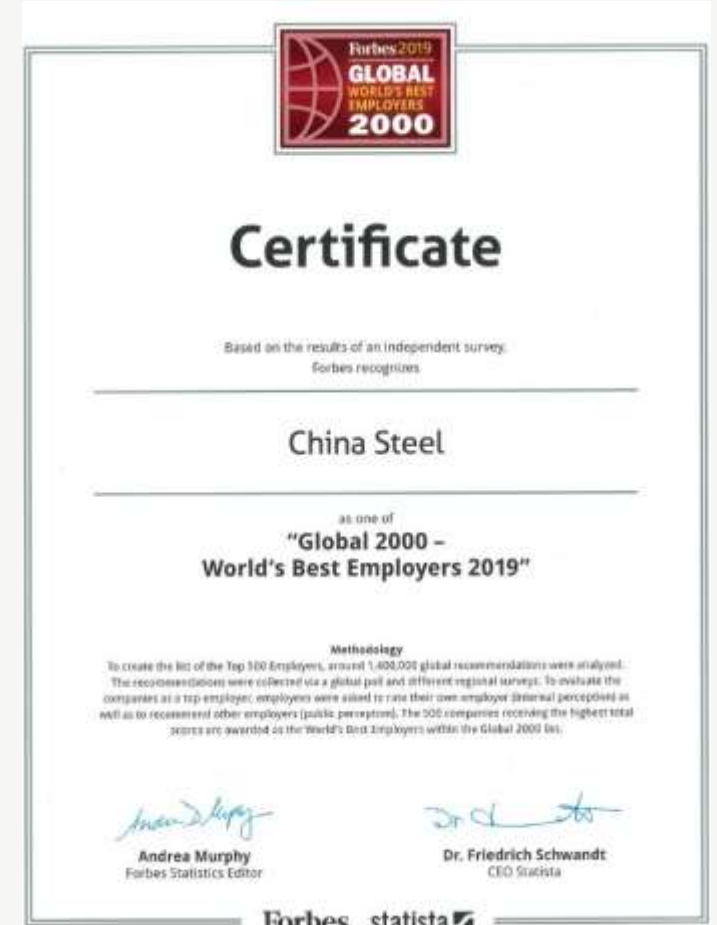 Forbes 2019
GLOBAL
WORLD'S BEST
EMPLOYERS
2000
Certificate
Based on the results of an independent survey,
Forbes recognizes
China Steel
as one of
"Global 2000 –
World's Best Employers 2019"
Methodology
To create the list of the Top 500 Employers, around 1,400,000 global recommendations were analyzed.
The recommendations were collected via a global poll and different regional surveys. To evaluate the
companies as a top employer, employees were asked to rate their own employer (internal perception) as
well as to recommend other employers (public perception). The 500 companies receiving the highest total
scores are awarded as the World's Best Employers within the Global 2000 list.
Andrea Murphy
Forbes Statistics Editor
Dr. Friedrich Schwandt
CEO Statista
Forbes statista